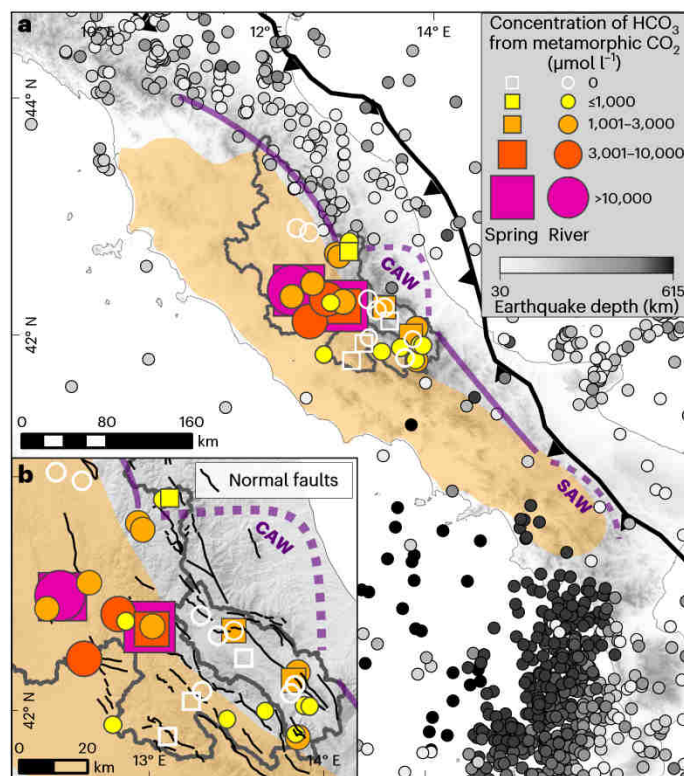 a
10° E
12° E
14° E
44° N
42° N
Concentration of HCO3
from metamorphic CO2
(µmol l−1)
0
≤1,000
1,001–3,000
3,001–10,000
>10,000
Spring River
30 615
Earthquake depth (km)
CAW
SAW
0 40 80 160
km
b
Normal faults
CAW
42° N
0 20
km
13° E
14° E